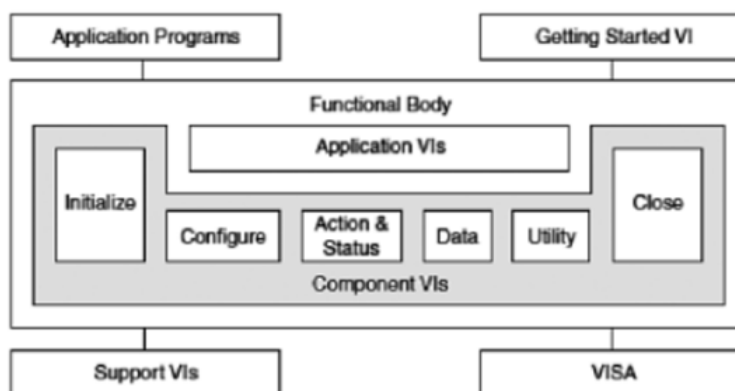 Application Programs
Getting Started VI
Functional Body
Application VIs
Initialize
Configure
Action &
Status
Data
Utility
Close
Component VIs
Support VIs
VISA